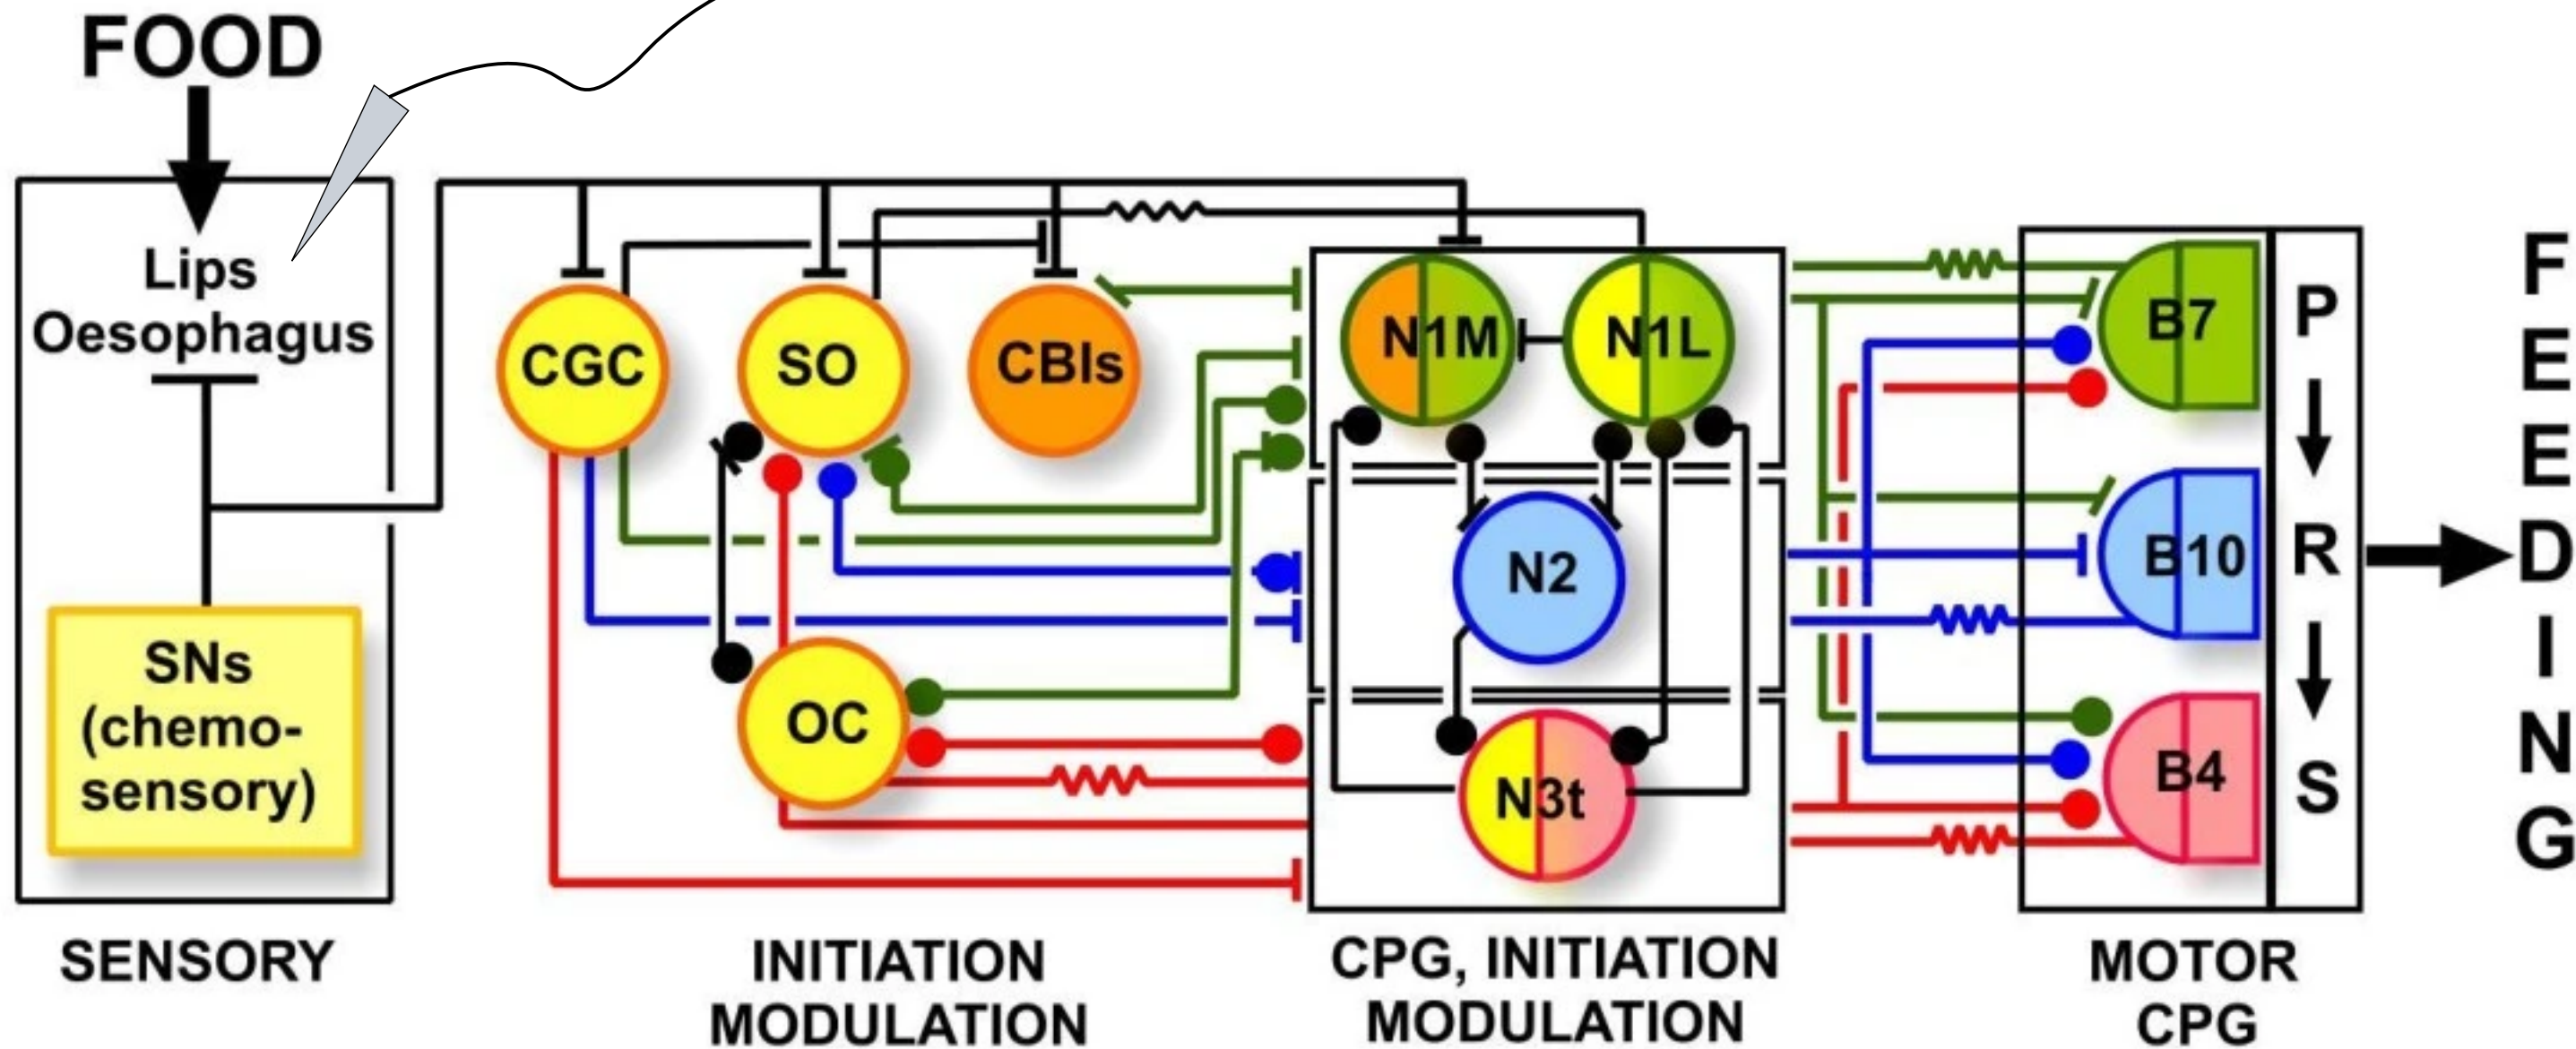 FOOD
Lips
Oesophagus
SNs
(chemo-
sensory)
SENSORY
CGC
SO
CBIs
OC
INITIATION
MODULATION
N1M
N1L
N2
N3t
CPG, INITIATION
MODULATION
B7
B10
B4
P
R
S
MOTOR
CPG
FEEDING